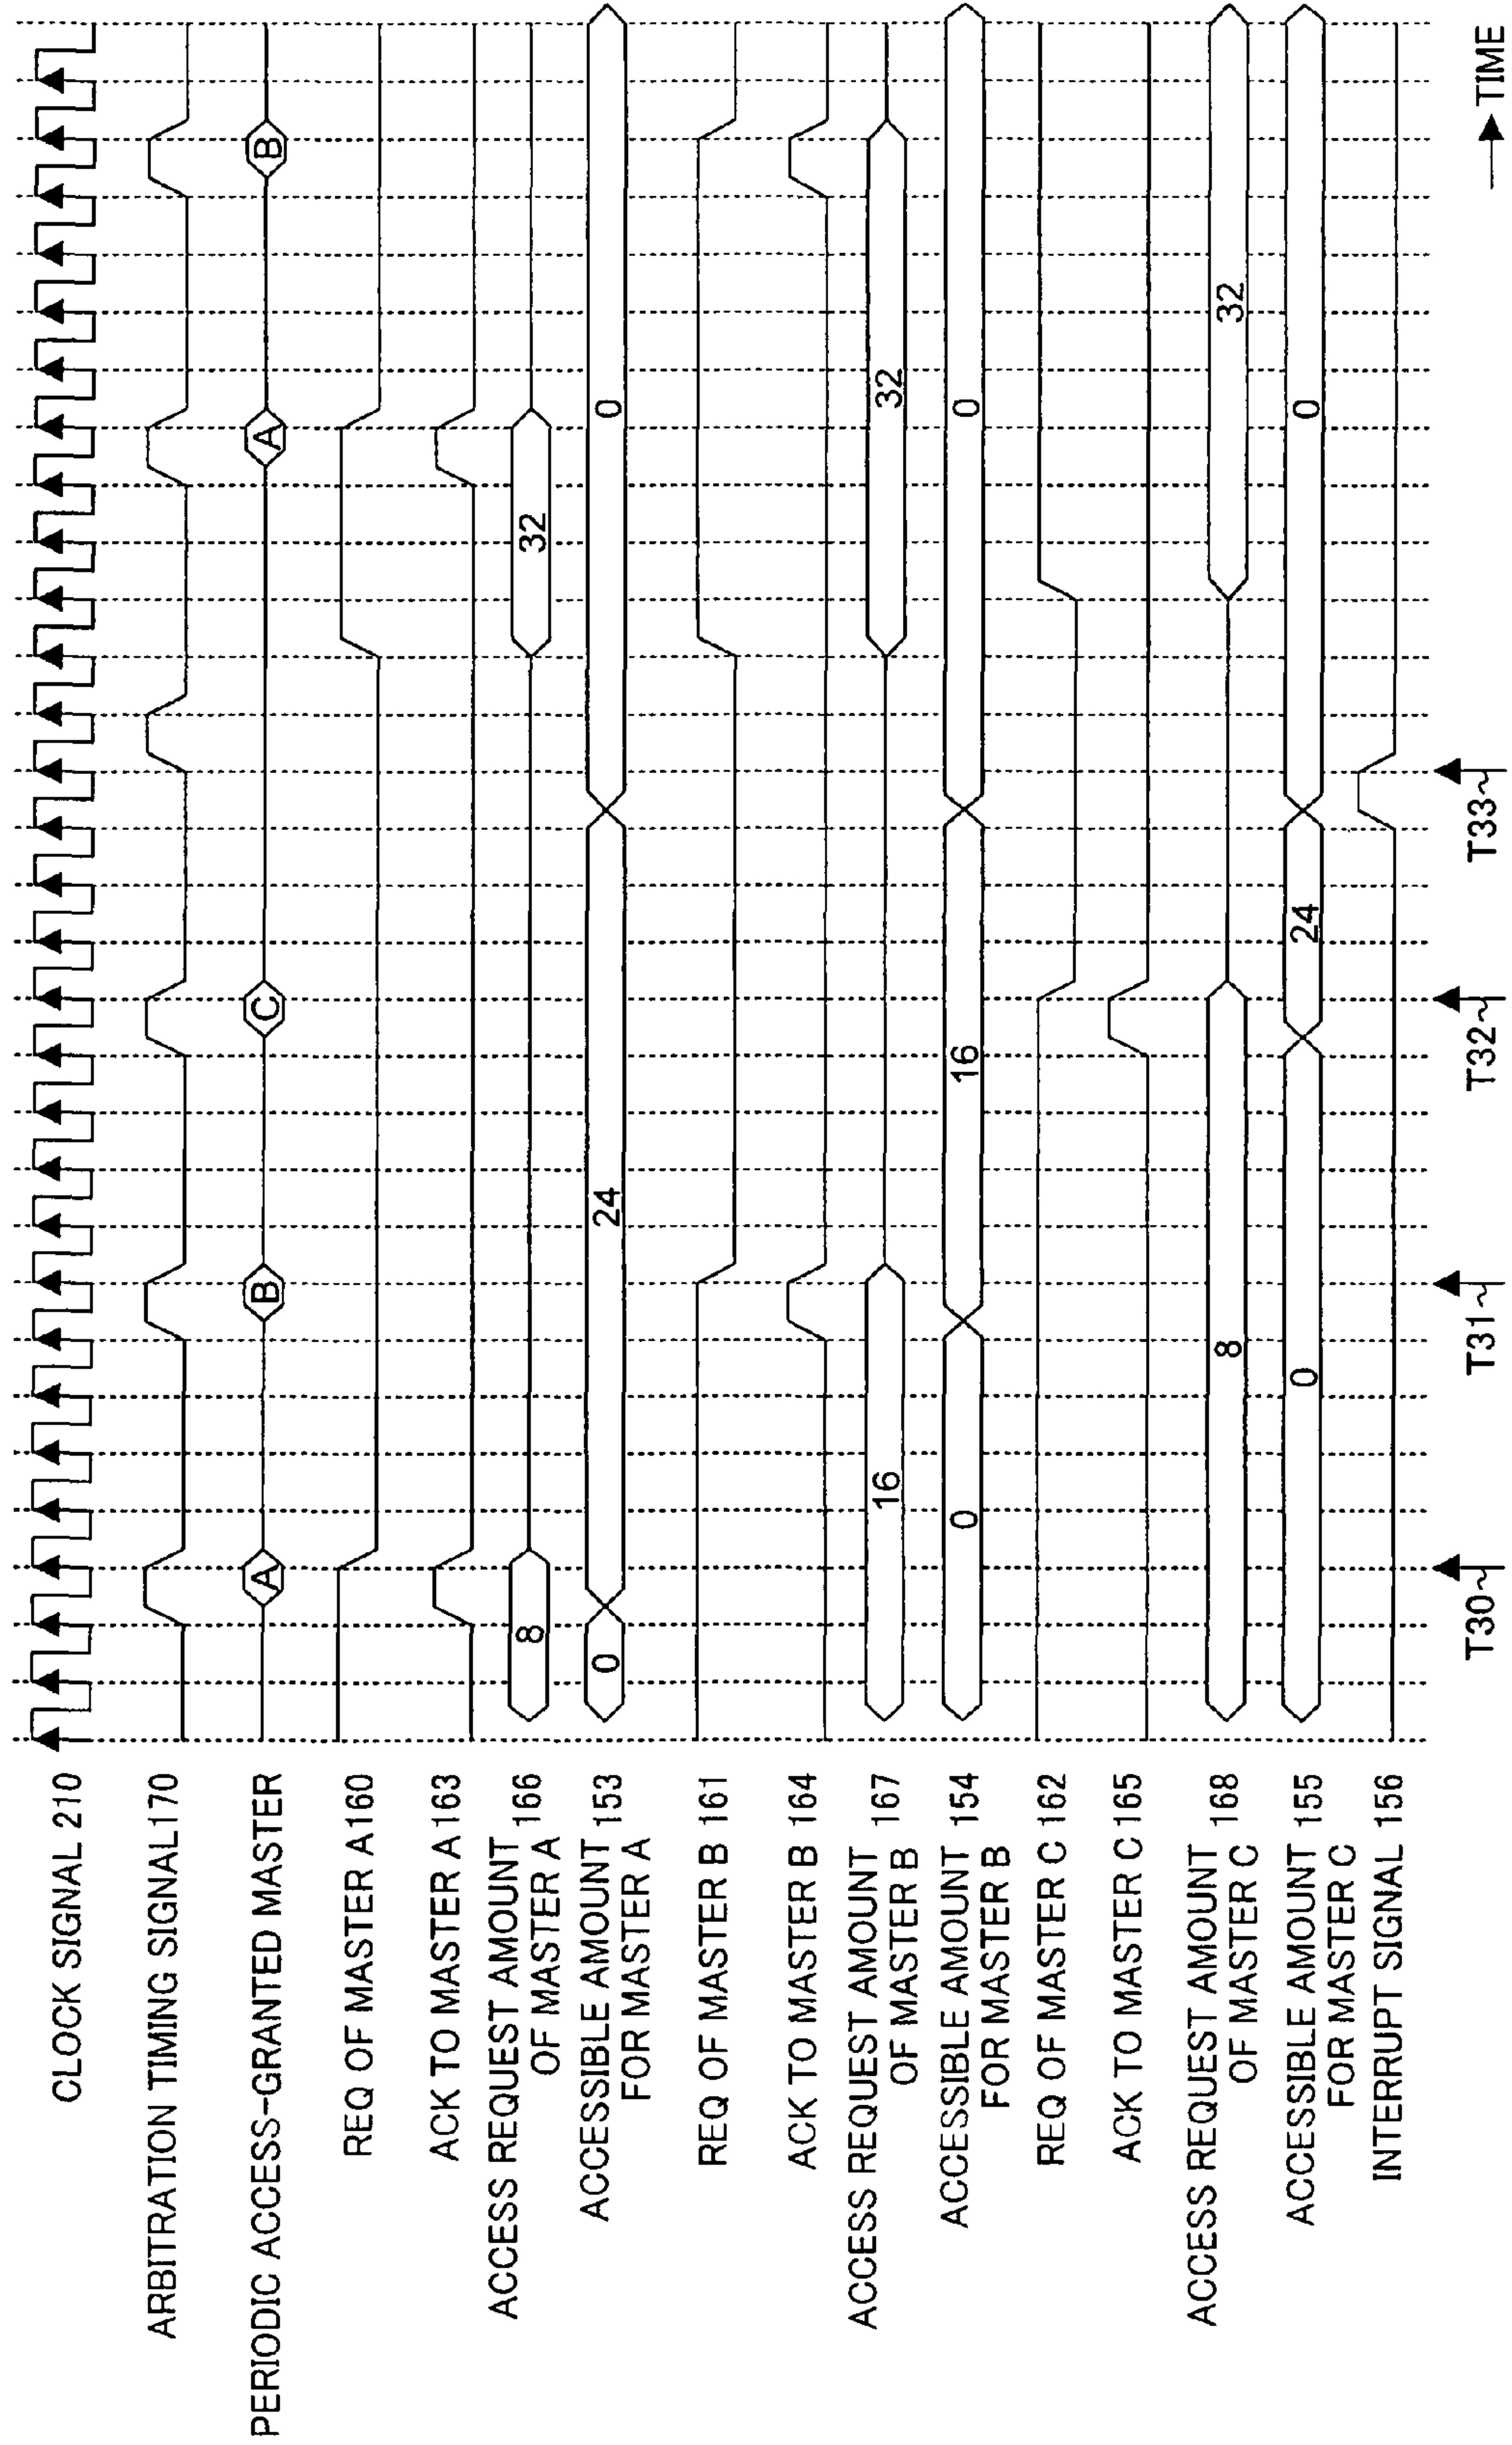 CLOCK SIGNAL 210
ARBITRATION TIMING SIGNAL170
PERIODIC ACCESS-GRANTED MASTER
A
B
C
A
B
REQ OF MASTER A160
ACK TO MASTER A 163
ACCESS REQUEST AMOUNT 166
OF MASTER A
8
32
ACCESSIBLE AMOUNT 153
FOR MASTER A
0
24
0
REQ OF MASTER B 161
ACK TO MASTER B 164
ACCESS REQUEST AMOUNT 167
OF MASTER B
16
32
ACCESSIBLE AMOUNT 154
FOR MASTER B
0
16
0
REQ OF MASTER C 162
ACK TO MASTER C 165
ACCESS REQUEST AMOUNT 168
OF MASTER C
8
32
ACCESSIBLE AMOUNT 155
FOR MASTER C
0
24
0
INTERRUPT SIGNAL 156
T30
T31
T32
T33
TIME